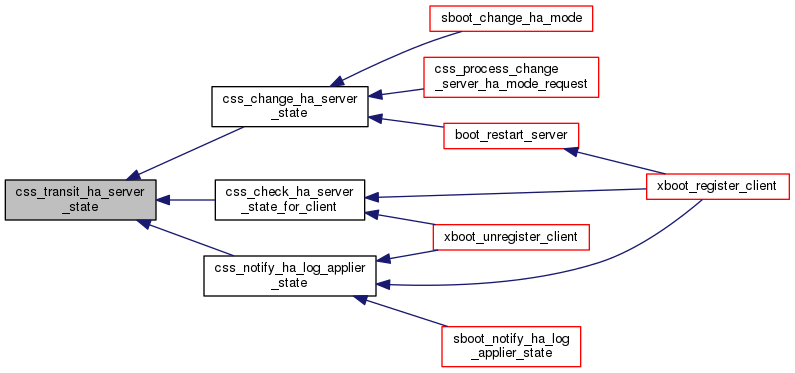 sboot_change_ha_mode
css_process_change
_server_ha_mode_request
css_change_ha_server
_state
boot_restart_server
css_transit_ha_server
_state
css_check_ha_server
_state_for_client
xboot_register_client
xboot_unregister_client
css_notify_ha_log_applier
_state
sboot_notify_ha_log
_applier_state